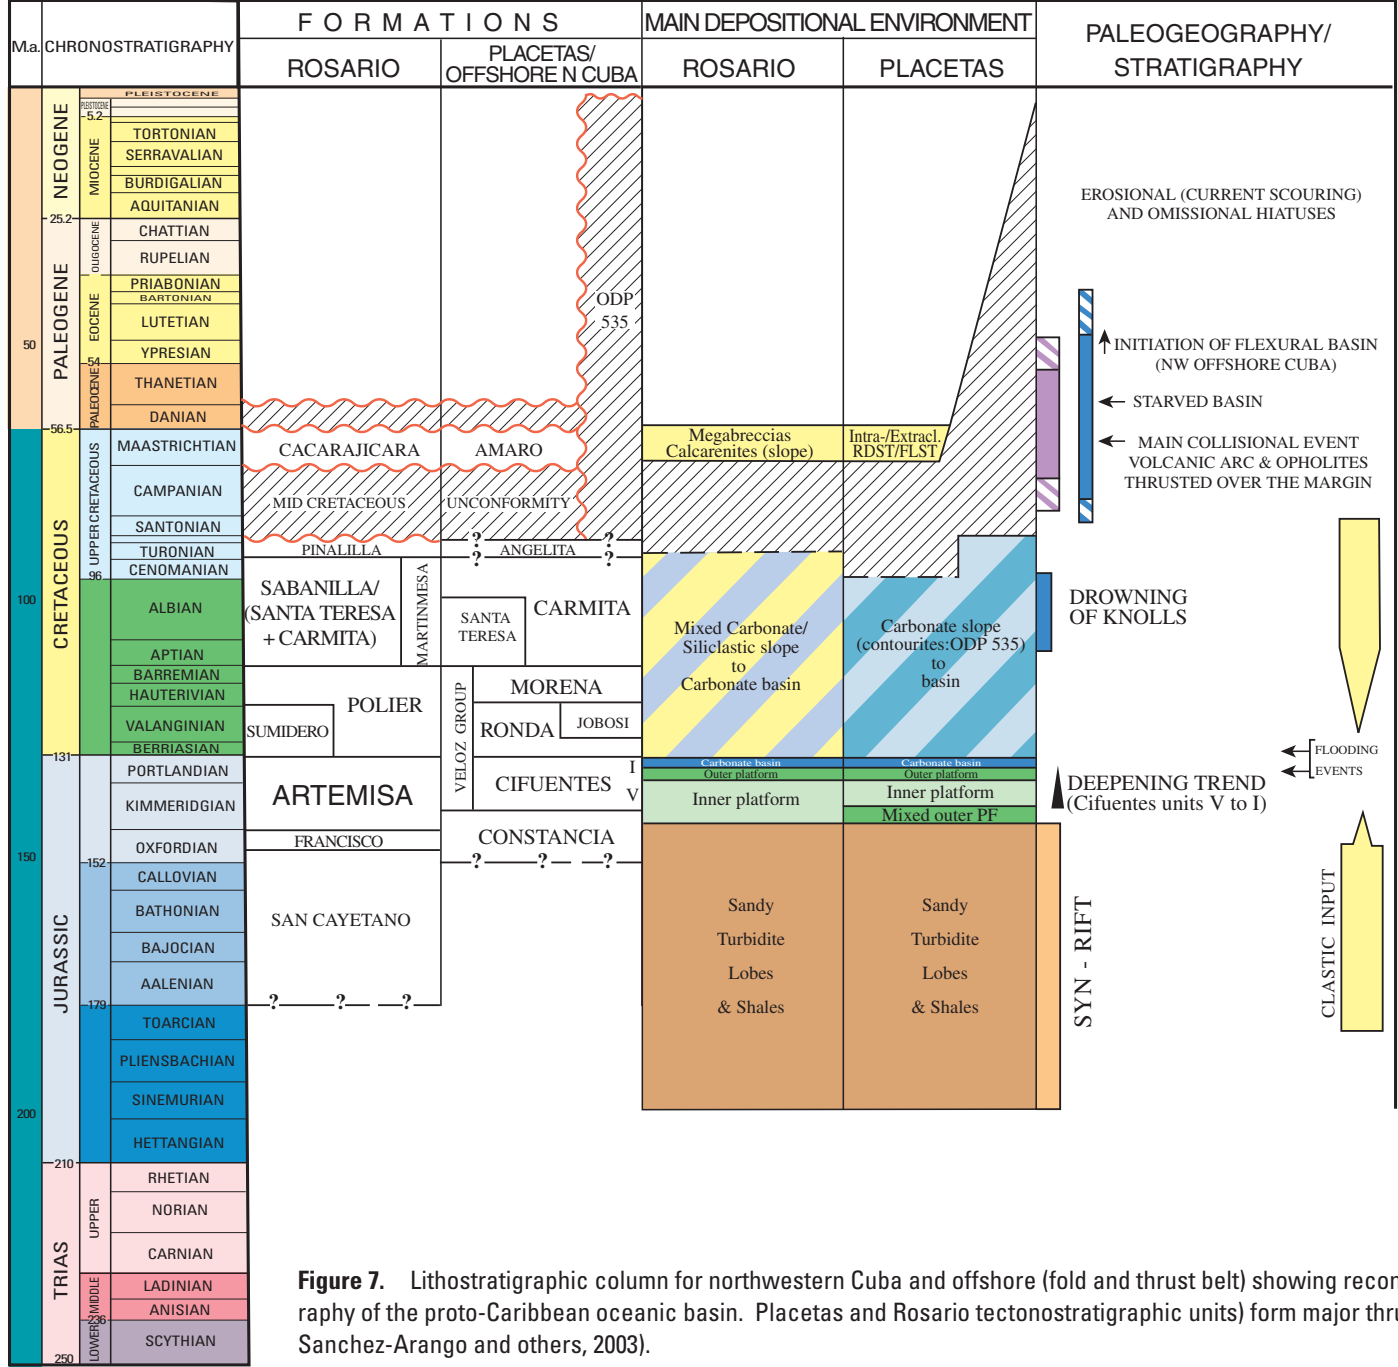 FORMATIONS
MAIN DEPOSITIONAL ENVIRONMENT
PALEOGEOGRAPHY/
STRATIGRAPHY
M.a.
CHRONOSTRATIGRAPHY
ROSARIO
PLACETAS/
OFFSHORE N CUBA
ROSARIO
PLACETAS
50
100
150
200
NEOGENE
PALEOGENE
CRETACEOUS
JURASSIC
TRIAS
25.2
56.5
131
210
250
PLEISTOCENE
MIOCENE
OLIGOCENE
EOCENE
PALEOCENE
UPPER CRETACEOUS
UPPER
MIDDLE
LOWER
5.2
54
96
152
179
236
PLEISTOCENE
TORTONIAN
SERRAVALIAN
BURDIGALIAN
AQUITANIAN
CHATTIAN
RUPELIAN
PRIABONIAN
BARTONIAN
LUTETIAN
YPRESIAN
THANETIAN
DANIAN
MAASTRICHTIAN
CAMPANIAN
SANTONIAN
TURONIAN
CENOMANIAN
ALBIAN
APTIAN
BARREMIAN
HAUTERIVIAN
VALANGINIAN
BERRIASIAN
PORTLANDIAN
KIMMERIDGIAN
OXFORDIAN
CALLOVIAN
BATHONIAN
BAJOCIAN
AALENIAN
TOARCIAN
PLIENSBACHIAN
SINEMURIAN
HETTANGIAN
RHETIAN
NORIAN
CARNIAN
LADINIAN
ANISIAN
SCYTHIAN
CACARAJICARA
MID CRETACEOUS
PINALILLA
SABANILLA/
(SANTA TERESA
+ CARMITA)
MARTINMESA
POLIER
SUMIDERO
ARTEMISA
FRANCISCO
SAN CAYETANO
? ? ?
ODP
535
AMARO
UNCONFORMITY
? ?
ANGELITA
? ?
CARMITA
SANTA
TERESA
VELOZ GROUP
MORENA
RONDA
JOBOSI
CIFUENTES
I
V
CONSTANCIA
? ? ?
Megabreccias
Calcarenites (slope)
Mixed Carbonate/
Siliclastic slope
to
Carbonate basin
Carbonate basin
Outer platform
Inner platform
Sandy
Turbidite
Lobes
& Shales
Intra-/Extracl.
RDST/FLST
Carbonate slope
(contourites:ODP 535)
to
basin
Carbonate basin
Outer platform
Inner platform
Mixed outer PF
Sandy
Turbidite
Lobes
& Shales
EROSIONAL (CURRENT SCOURING)
AND OMISSIONAL HIATUSES
INITIATION OF FLEXURAL BASIN
(NW OFFSHORE CUBA)
STARVED BASIN
MAIN COLLISIONAL EVENT
VOLCANIC ARC & OPHOLITES
THRUSTED OVER THE MARGIN
DROWNING
OF KNOLLS
FLOODING
EVENTS
DEEPENING TREND
(Cifuentes units V to I)
SYN - RIFT
CLASTIC INPUT
Figure 7. Lithostratigraphic column for northwestern Cuba and offshore (fold and thrust belt) showing recon
raphy of the proto-Caribbean oceanic basin. Placetas and Rosario tectonostratigraphic units) form major thru
Sanchez-Arango and others, 2003).